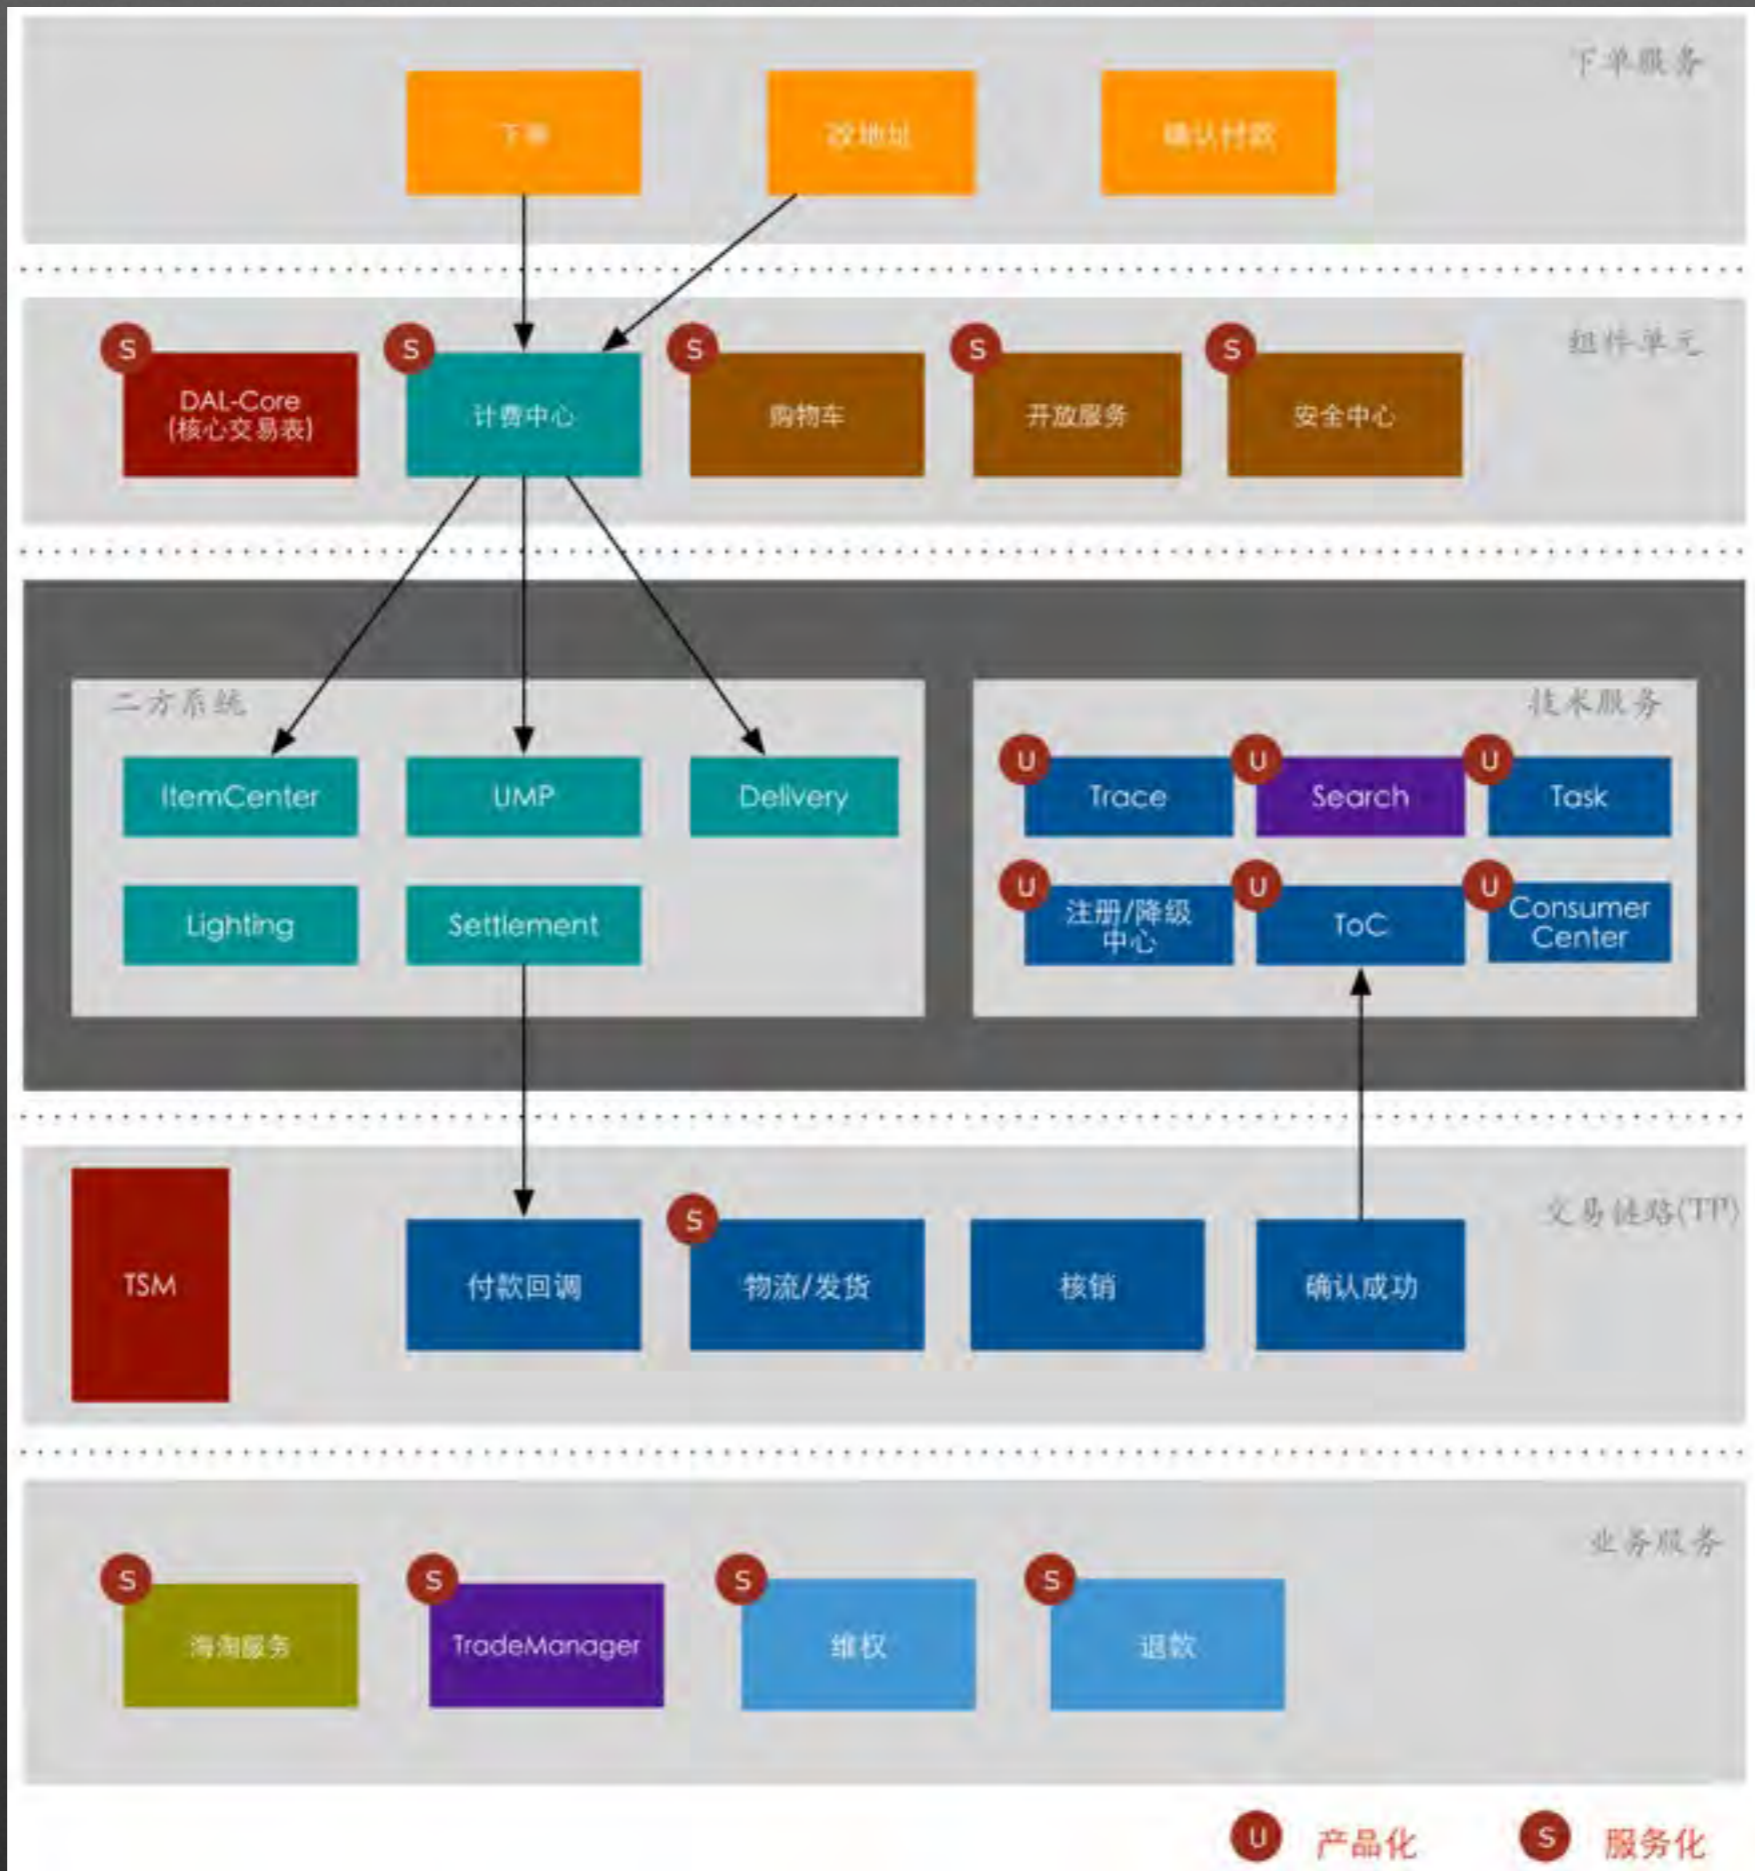 下单服务
下单
改地址
确认付款
组件单元
S
S
S
S
S
DAL-Core
(核心交易表)
计费中心
购物车
开放服务
安全中心
二方系统
技术服务
U
U
U
ItemCenter
UMP
Delivery
Trace
Search
Task
U
U
U
Lighting
Settlement
注册/降级
中心
ToC
Consumer
Center
交易链路(TP)
S
TSM
付款回调
物流/发货
核销
确认成功
业务服务
S
S
S
S
海淘服务
TradeManager
维权
退款
U 产品化
S 服务化